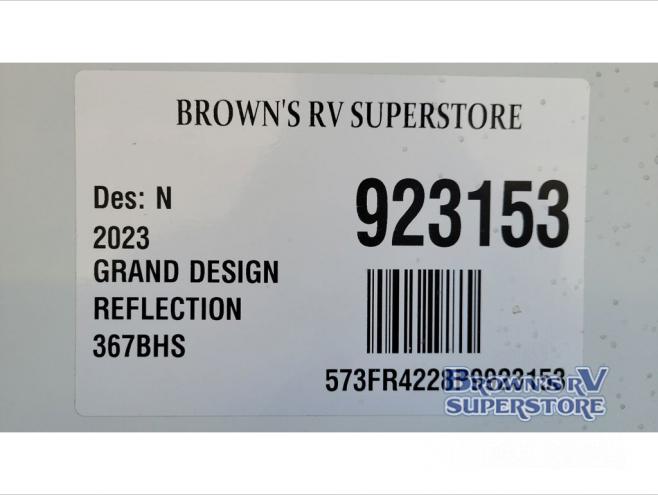 BROWN'S RV SUPERSTORE
Des: N
923153
2023
GRAND DESIGN
REFLECTION
367BHS
BROWN'S RV
SUPERSTORE